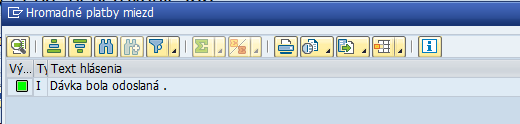 Hromadné platby miezd
Vý... Ty Text hlásenia
I Dávka bola odoslaná .